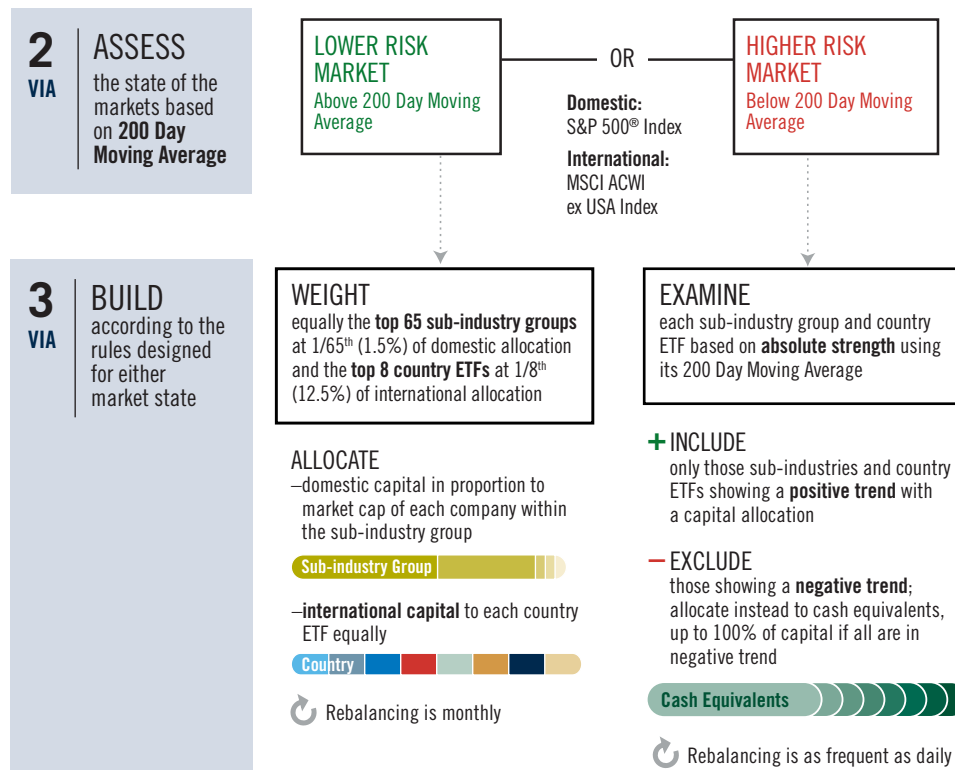 2
VIA
ASSESS
the state of the
markets based
on 200 Day
Moving Average
LOWER RISK
MARKET
Above 200 Day Moving
Average
OR
Domestic:
S&P 500® Index
International:
MSCI ACWI
ex USA Index
HIGHER RISK
MARKET
Below 200 Day Moving
Average
3
VIA
BUILD
according to the
rules designed
for either
market state
WEIGHT
equally the top 65 sub-industry groups
at 1/65th (1.5%) of domestic allocation
and the top 8 country ETFs at 1/8th
(12.5%) of international allocation
ALLOCATE
–domestic capital in proportion to
market cap of each company within
the sub-industry group
Sub-industry Group
–international capital to each country
ETF equally
Country
Rebalancing is monthly
EXAMINE
each sub-industry group and country
ETF based on absolute strength using
its 200 Day Moving Average
+ INCLUDE
only those sub-industries and country
ETFs showing a positive trend with
a capital allocation
– EXCLUDE
those showing a negative trend;
allocate instead to cash equivalents,
up to 100% of capital if all are in
negative trend
Cash Equivalents
Rebalancing is as frequent as daily